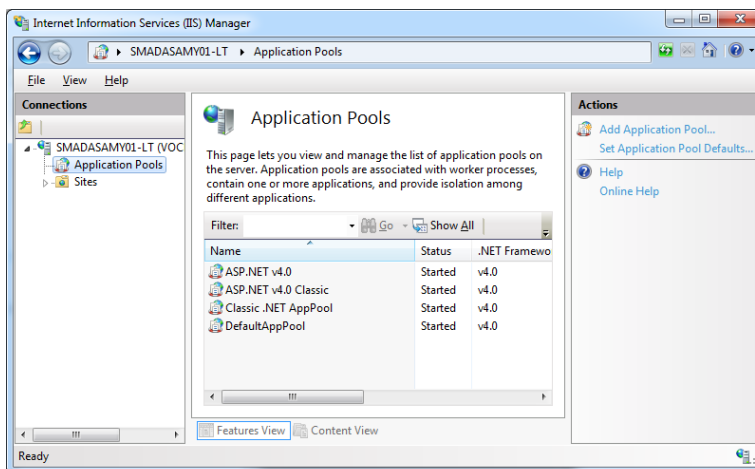 Internet Information Services (IIS) Manager
SMADASAMY01-LT Application Pools
File View Help
Connections
SMADASAMY01-LT (VOC
Application Pools
Sites
Application Pools
This page lets you view and manage the list of application pools on
the server. Application pools are associated with worker processes,
contain one or more applications, and provide isolation among
different applications.
Filter: Go Show All
Name Status .NET Framewo
ASP.NET v4.0 Started v4.0
ASP.NET v4.0 Classic Started v4.0
Classic .NET AppPool Started v4.0
DefaultAppPool Started v4.0
Features View Content View
Actions
Add Application Pool...
Set Application Pool Defaults...
Help
Online Help
Ready